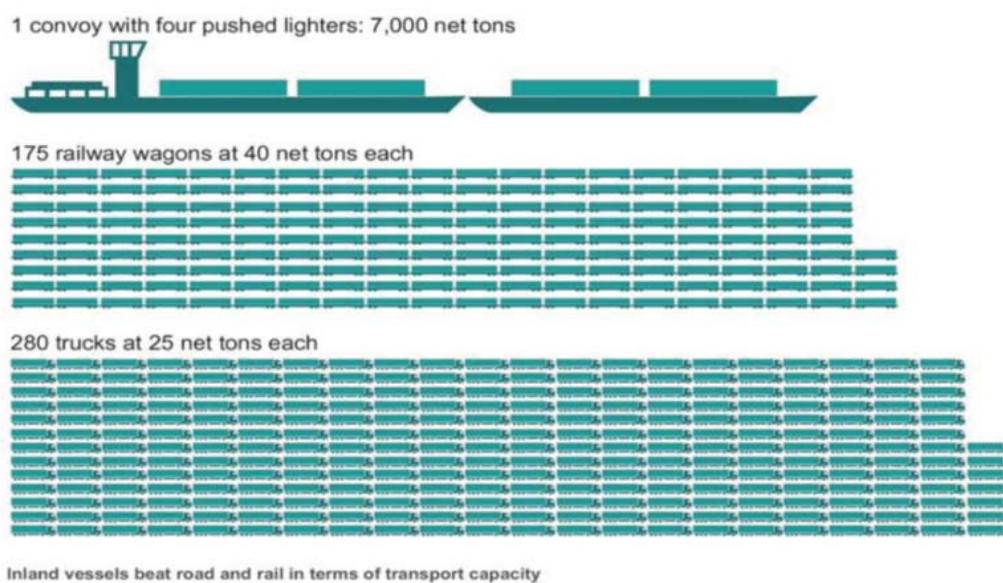 1 convoy with four pushed lighters: 7,000 net tons
175 railway wagons at 40 net tons each
280 trucks at 25 net tons each
Inland vessels beat road and rail in terms of transport capacity